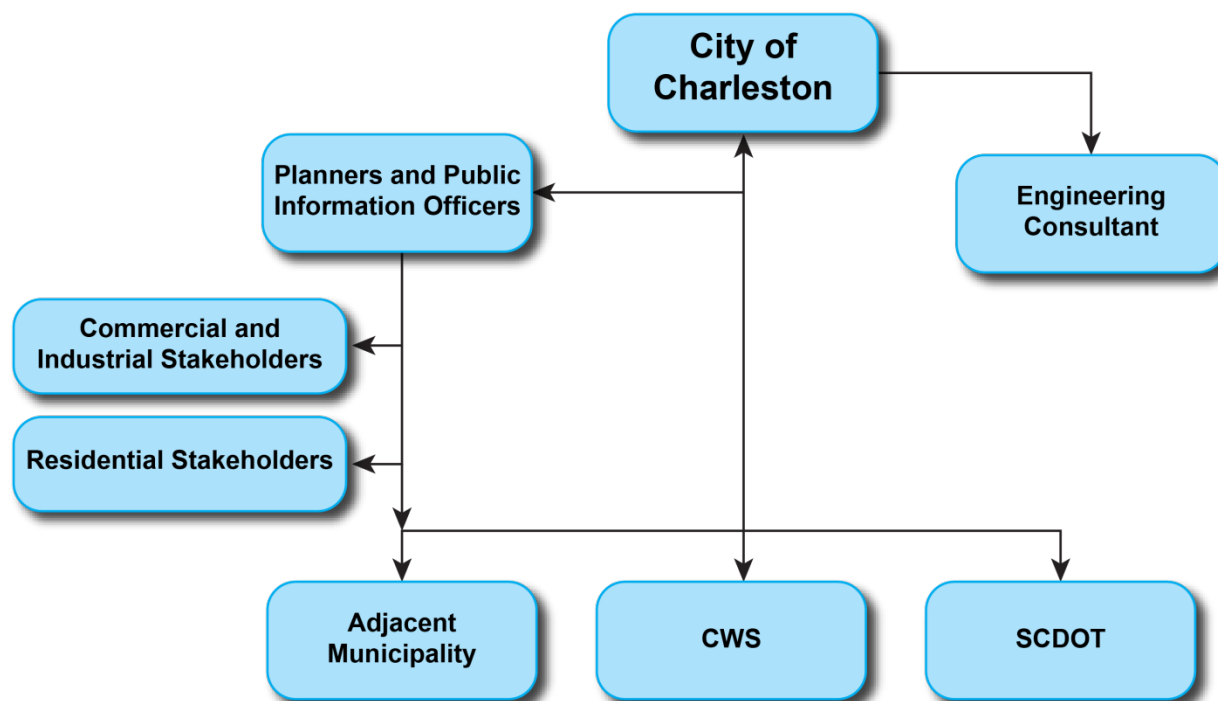 City of
Charleston
Planners and Public
Information Officers
Engineering
Consultant
Commercial and
Industrial Stakeholders
Residential Stakeholders
Adjacent
Municipality
CWS
SCDOT